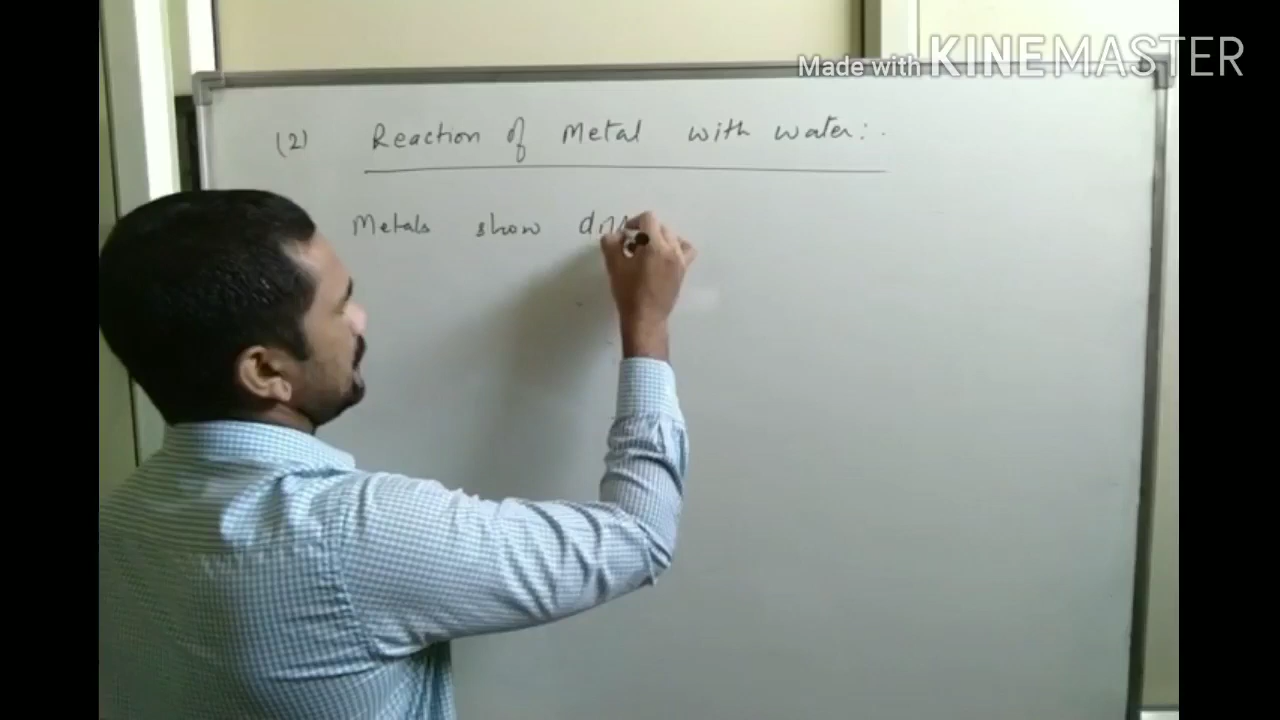 Made with KINEMASTER
(2) Reaction of Metal with water:.
Metals show